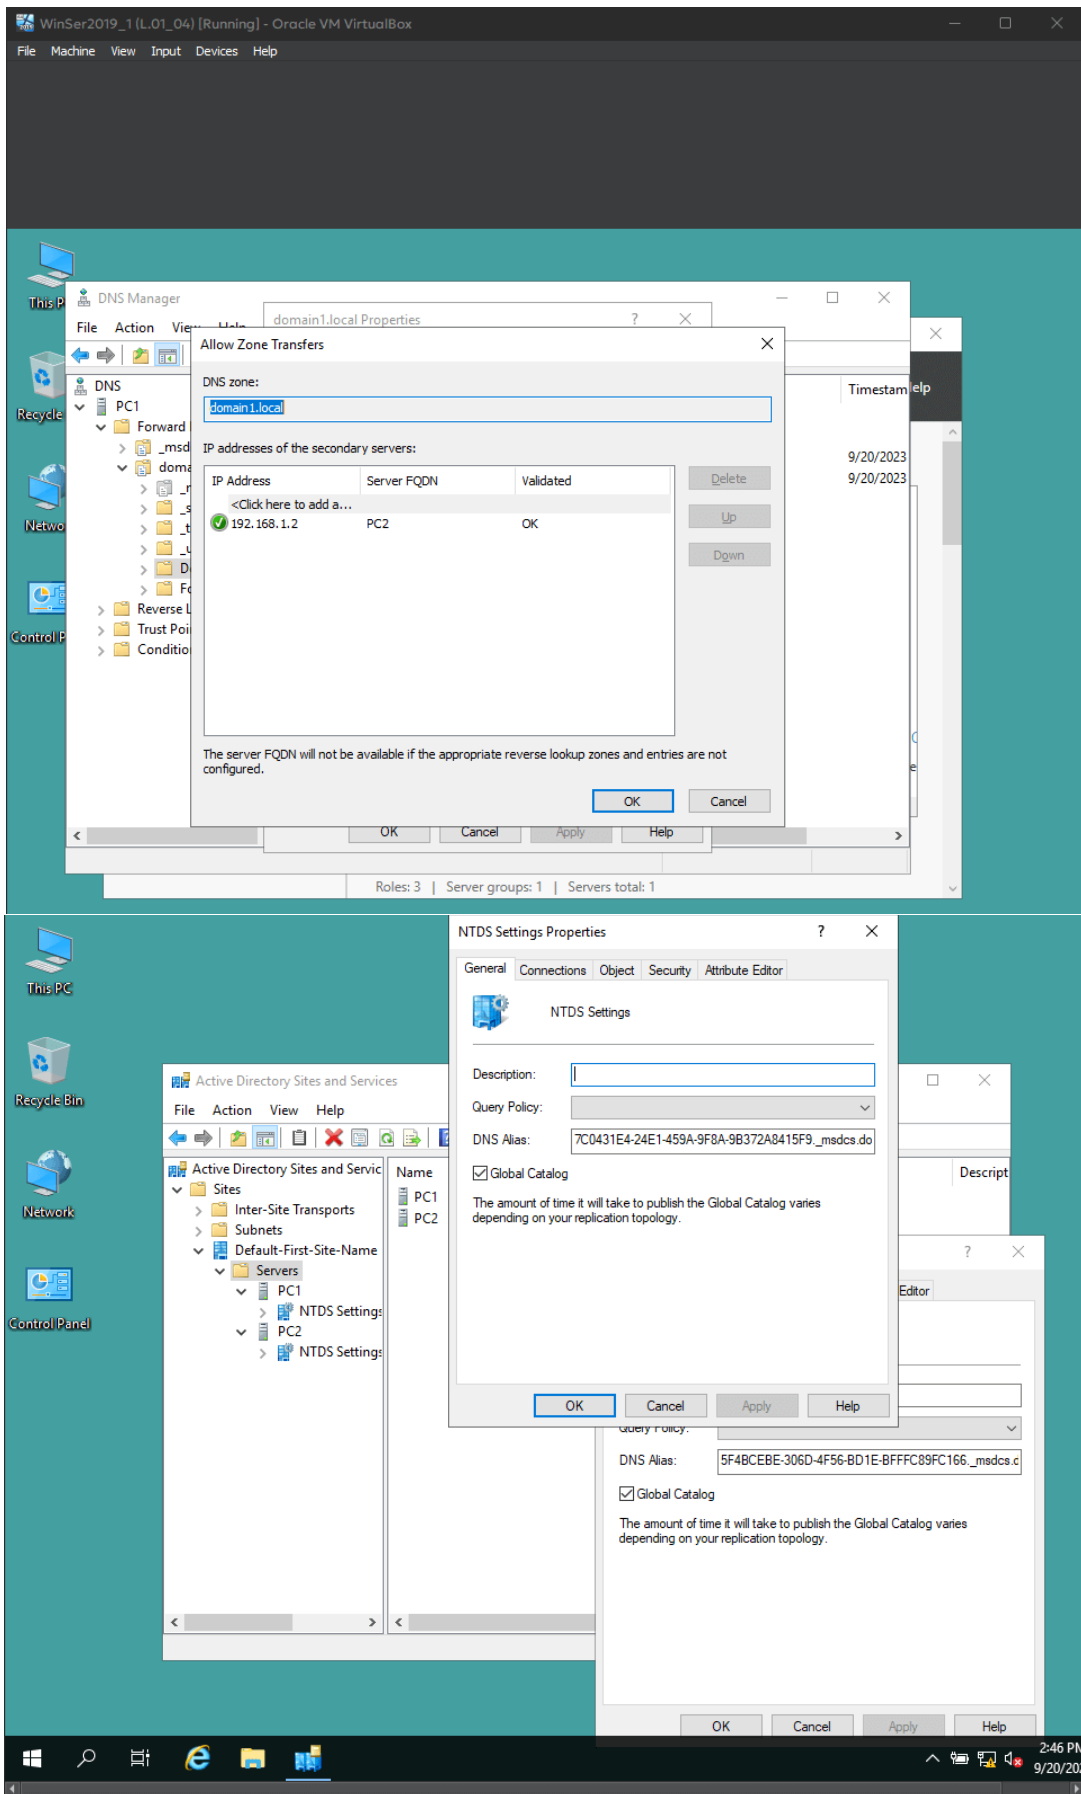 WinSer2019_1 (L.01_04) [Running] - Oracle VM VirtualBox
File Machine View Input Devices Help
This P
DNS Manager
domain1.local Properties
?
File Action View Help
Allow Zone Transfers
DNS zone:
domain1.local
DNS
PC1
Forward
_msd
doma
Reverse L
Trust Poi
Conditio
IP addresses of the secondary servers:
IP Address Server FQDN Validated
<Click here to add a...
192.168.1.2 PC2 OK
Delete
Up
Down
The server FQDN will not be available if the appropriate reverse lookup zones and entries are not
configured.
OK Cancel
OK Cancel Apply Help
Timestam
elp
9/20/2023
9/20/2023
Recycle
Netwo
Control P
Roles: 3 | Server groups: 1 | Servers total: 1
This PC
Recycle Bin
Network
Control Panel
NTDS Settings Properties ?
General Connections Object Security Attribute Editor
NTDS Settings
Description:
Query Policy:
DNS Alias: 7C0431E4-24E1-459A-9F8A-9B372A8415F9._msdcs.do
Global Catalog
The amount of time it will take to publish the Global Catalog varies
depending on your replication topology.
OK Cancel Apply Help
Active Directory Sites and Services
File Action View Help
Active Directory Sites and Servic
Sites
Inter-Site Transports
Subnets
Default-First-Site-Name
Servers
PC1
NTDS Settings
PC2
NTDS Settings
Name Descript
PC1
PC2
?
Editor
Query Policy:
DNS Alias: 5F4BCEBE-306D-4F56-BD1E-BFFFC89FC166._msdcs.c
Global Catalog
The amount of time it will take to publish the Global Catalog varies
depending on your replication topology.
OK Cancel Apply Help
2:46 PM
9/20/202